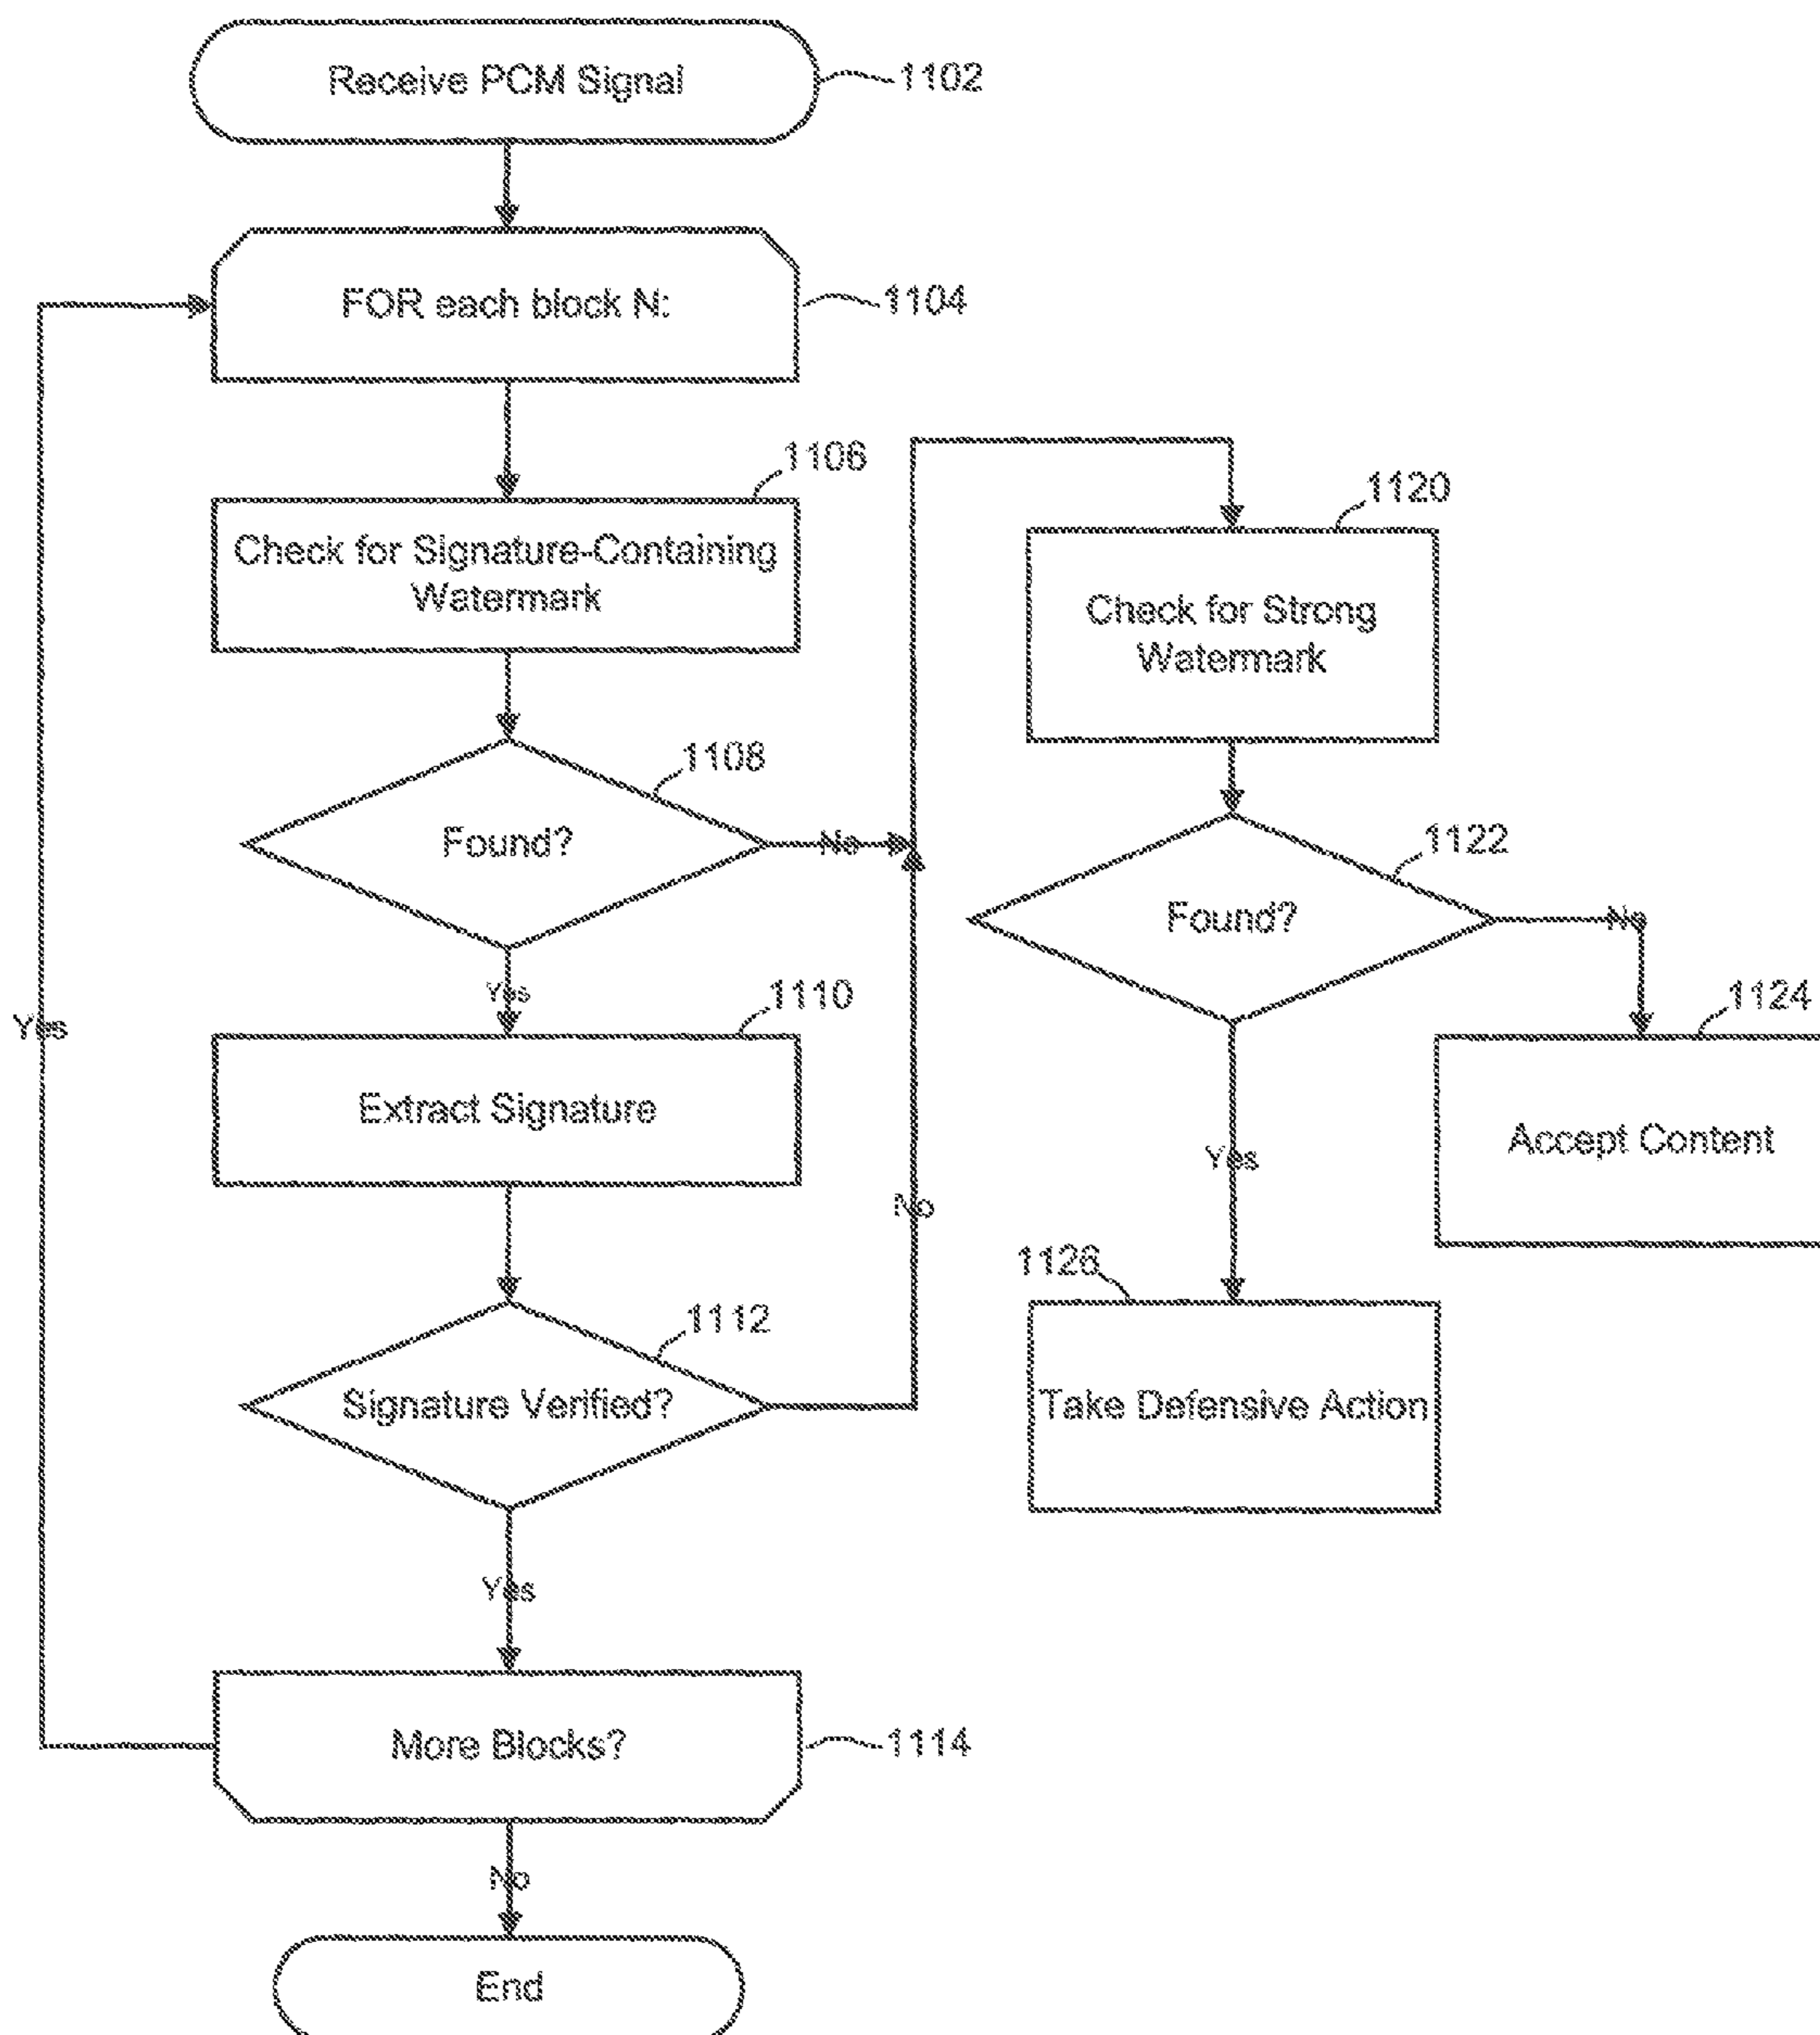 Receive PCM Signal
1102
FOR each block N:
1104
1106
Check for Signature-Containing
Watermark
1108
Found?
No
Yes
1110
Extract Signature
1112
Signature Verified?
No
Yes
More Blocks?
1114
Yes
No
End
1120
Check for Strong
Watermark
1122
Found?
No
1124
Accept Content
Yes
1126
Take Defensive Action